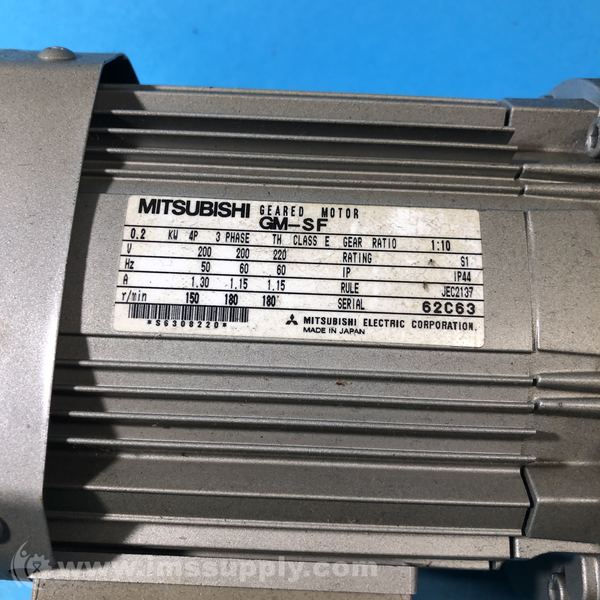 MITSUBISHI GEARED MOTOR
GM-SF
0.2 KW 4P 3 PHASE TH CLASS E GEAR RATIO 1:10
V 200 200 220 RATING S1
Hz 50 60 60 IP IP44
A 1.30 1.15 1.15 RULE JEC2137
r/min 150 180 180 SERIAL 62C63
*S6308220*
MITSUBISHI ELECTRIC CORPORATION.
MADE IN JAPAN
www.imssupply.com